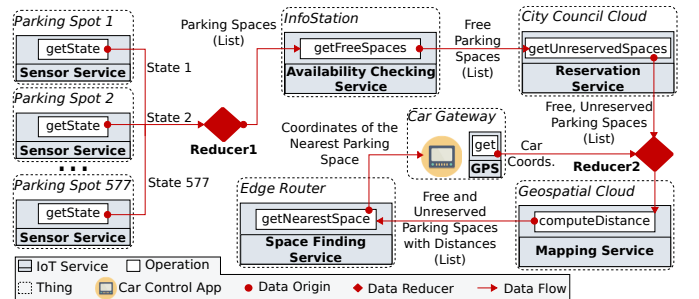 Parking Spot 1
getState
Sensor Service
Parking Spot 2
getState
Sensor Service
...
Parking Spot 577
getState
Sensor Service
State 1
State 2
State 577
Reducer1
Parking Spaces
(List)
InfoStation
getFreeSpaces
Availability Checking
Service
Free
Parking
Spaces
(List)
City Council Cloud
getUnreservedSpaces
Reservation
Service
Free, Unreserved
Parking Spaces
(List)
Car Gateway
get
GPS
Car
Coords.
Reducer2
Geospatial Cloud
computeDistance
Mapping Service
Free and
Unreserved
Parking Spaces
with Distances
(List)
Edge Router
getNearestSpace
Space Finding
Service
Coordinates of the
Nearest Parking
Space
IoT Service
Operation
Thing
Car Control App
Data Origin
Data Reducer
Data Flow